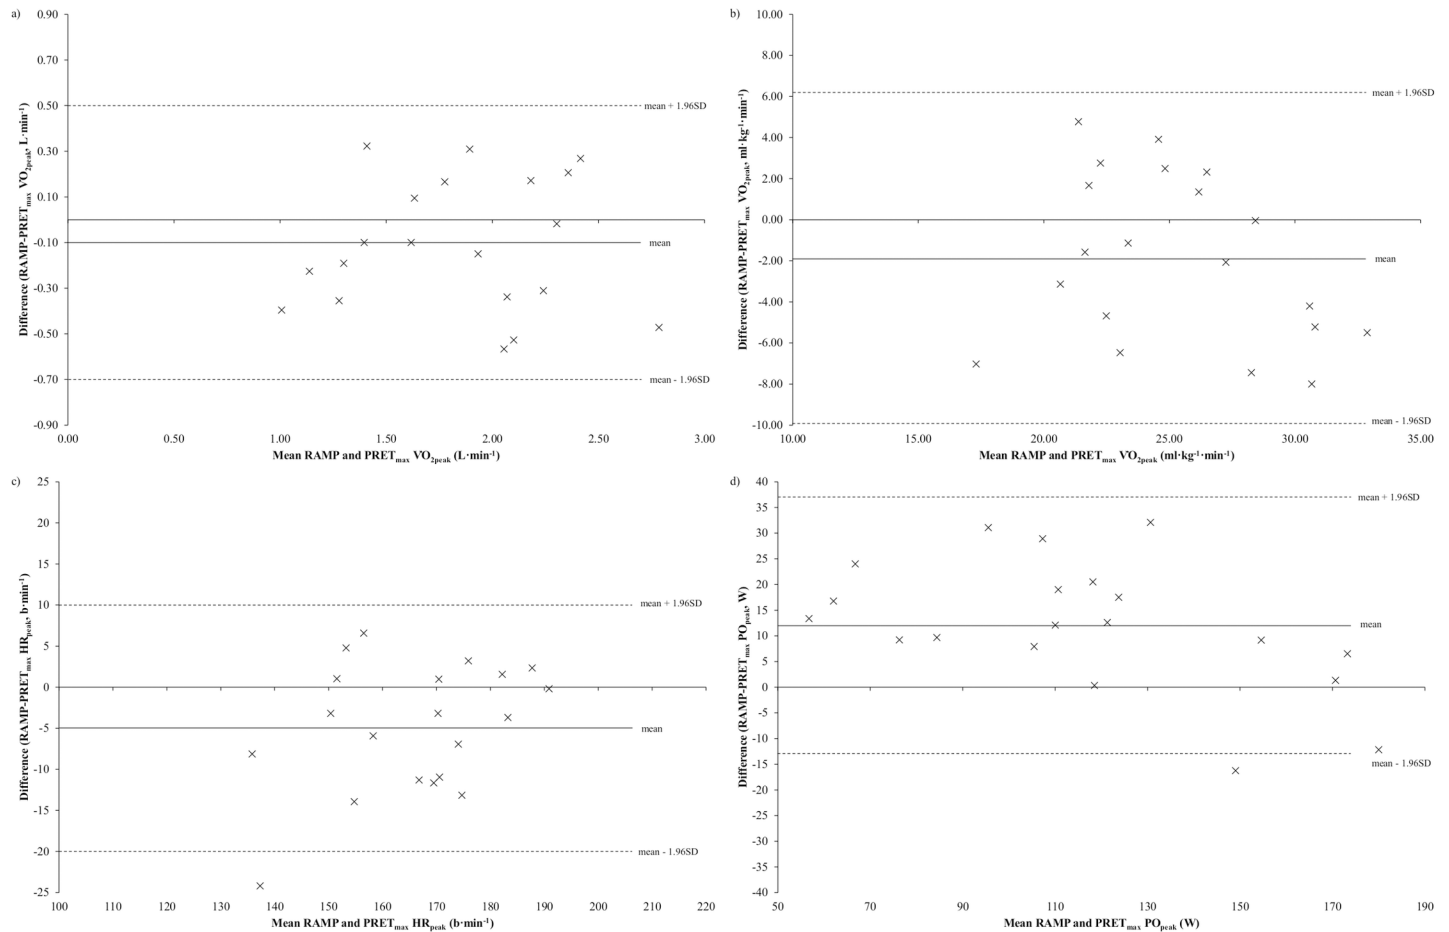 a)
Difference (RAMP-PRETmax V̇O2peak, L·min-1)
0.90
0.70
0.50
0.30
0.10
-0.10
-0.30
-0.50
-0.70
-0.90
mean + 1.96SD
mean
mean - 1.96SD
0.00 0.50 1.00 1.50 2.00 2.50 3.00
Mean RAMP and PRETmax V̇O2peak (L·min-1)
b)
Difference (RAMP-PRETmax V̇O2peak, ml·kg-1·min-1)
10.00
8.00
6.00
4.00
2.00
0.00
-2.00
-4.00
-6.00
-8.00
-10.00
mean + 1.96SD
mean
mean - 1.96SD
10.00 15.00 20.00 25.00 30.00 35.00
Mean RAMP and PRETmax V̇O2peak (ml·kg-1·min-1)
c)
Difference (RAMP-PRETmax HRpeak, b·min-1)
25
20
15
10
5
0
-5
-10
-15
-20
-25
mean + 1.96SD
mean
mean - 1.96SD
100 110 120 130 140 150 160 170 180 190 200 210 220
Mean RAMP and PRETmax HRpeak (b·min-1)
d)
Difference (RAMP-PRETmax POpeak, W)
40
35
30
25
20
15
10
5
0
-5
-10
-15
-20
-25
-30
-35
-40
mean + 1.96SD
mean
mean - 1.96SD
50 70 90 110 130 150 170 190
Mean RAMP and PRETmax POpeak (W)